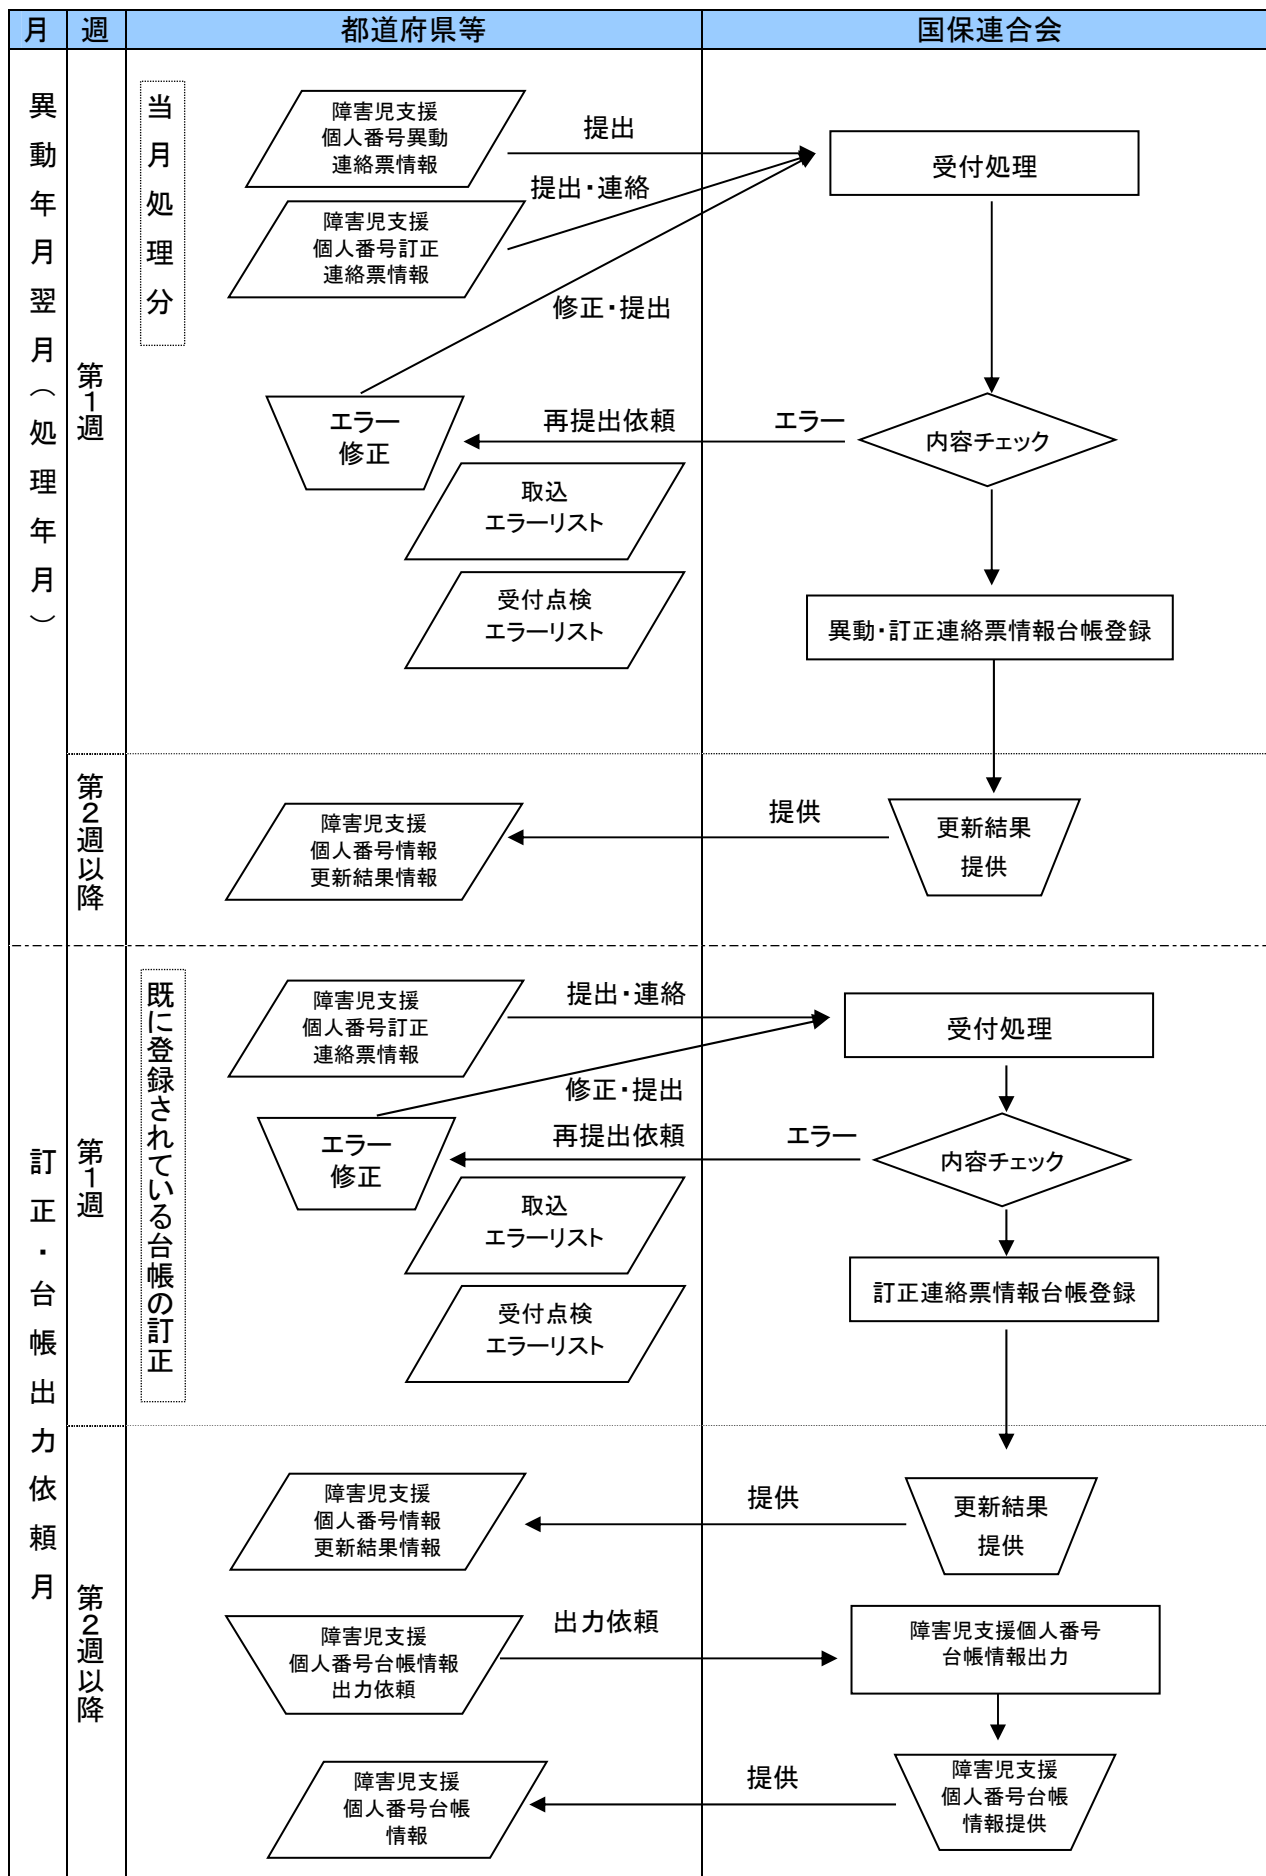 月
週
都道府県等
国保連合会
異動年月翌月（処理年月）
第1週
当月処理分
障害児支援
個人番号異動
連絡票情報
提出
受付処理
提出・連絡
障害児支援
個人番号訂正
連絡票情報
修正・提出
エラー
修正
再提出依頼
エラー
内容チェック
取込
エラーリスト
受付点検
エラーリスト
異動・訂正連絡票情報台帳登録
第2週以降
障害児支援
個人番号情報
更新結果情報
提供
更新結果
提供
訂正・台帳出力依頼月
第1週
既に登録されている台帳の訂正
障害児支援
個人番号訂正
連絡票情報
提出・連絡
受付処理
修正・提出
エラー
修正
再提出依頼
エラー
内容チェック
取込
エラーリスト
受付点検
エラーリスト
訂正連絡票情報台帳登録
第2週以降
障害児支援
個人番号情報
更新結果情報
提供
更新結果
提供
障害児支援
個人番号台帳情報
出力依頼
出力依頼
障害児支援個人番号
台帳情報出力
障害児支援
個人番号台帳
情報
提供
障害児支援
個人番号台帳
情報提供